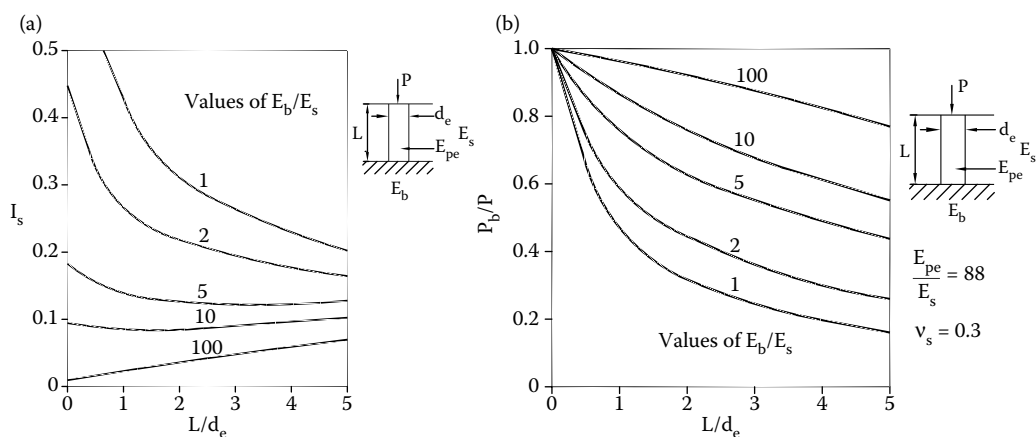 (a)
0.5
0.4
0.3
0.2
0.1
0
I_s
Values of E_b/E_s
1
2
5
10
100
0 1 2 3 4 5
L/d_e
P
L
d_e
E_s
E_pe
E_b
(b)
1.0
0.8
0.6
0.4
0.2
0
P_b/P
100
10
5
2
1
Values of E_b/E_s
0 1 2 3 4 5
L/d_e
P
L
d_e
E_s
E_pe
E_b
E_pe/E_s = 88
ν_s = 0.3